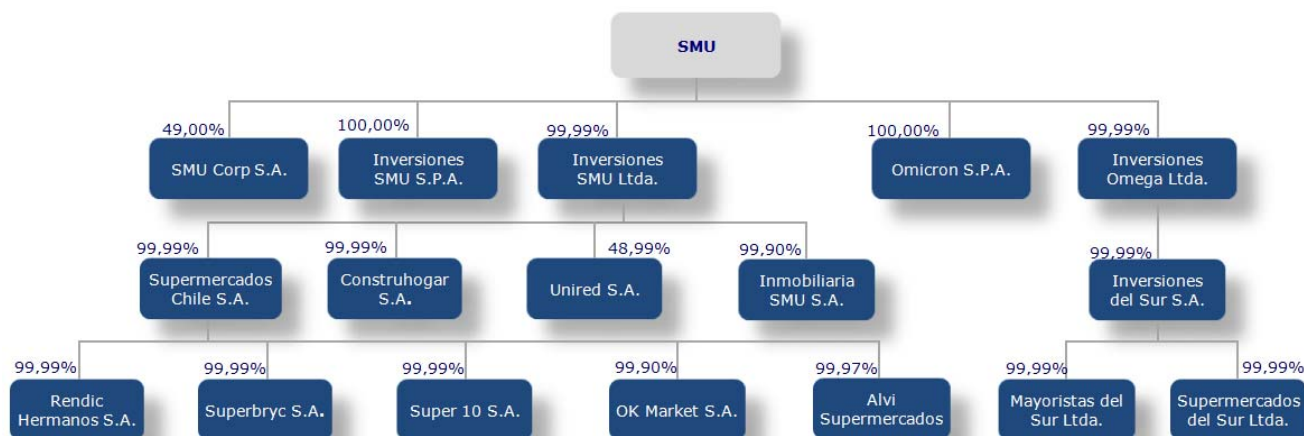 SMU
49,00%
100,00%
99,99%
100,00%
99,99%
SMU Corp S.A.
Inversiones
SMU S.P.A.
Inversiones
SMU Ltda.
Omicron S.P.A.
Inversiones
Omega Ltda.
99,99%
99,99%
48,99%
99,90%
99,99%
Supermercados
Chile S.A.
Construhogar
S.A.
Unired S.A.
Inmobiliaria
SMU S.A.
Inversiones
del Sur S.A.
99,99%
99,99%
99,99%
99,90%
99,97%
99,99%
99,99%
Rendic
Hermanos S.A.
Superbryc S.A.
Super 10 S.A.
OK Market S.A.
Alvi
Supermercados
Mayoristas del
Sur Ltda.
Supermercados
del Sur Ltda.